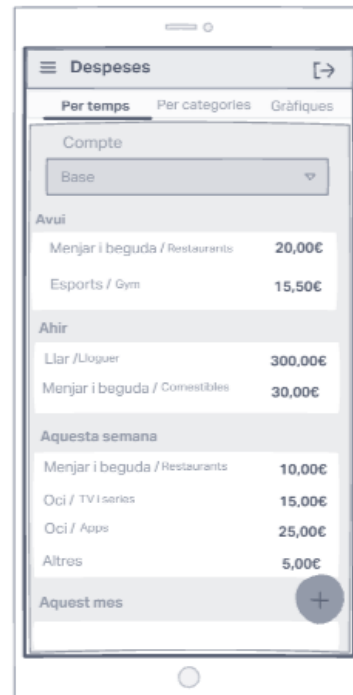 Despeses
Per temps Per categories Gràfiques
Compte
Base
Avui
Menjar i beguda / Restaurants 20,00€
Esports / Gym 15,50€
Ahir
Llar /Lloguer 300,00€
Menjar i beguda / Comestibles 30,00€
Aquesta semana
Menjar i beguda / Restaurants 10,00€
Oci / TV i series 15,00€
Oci / Apps 25,00€
Altres 5,00€
Aquest mes
+